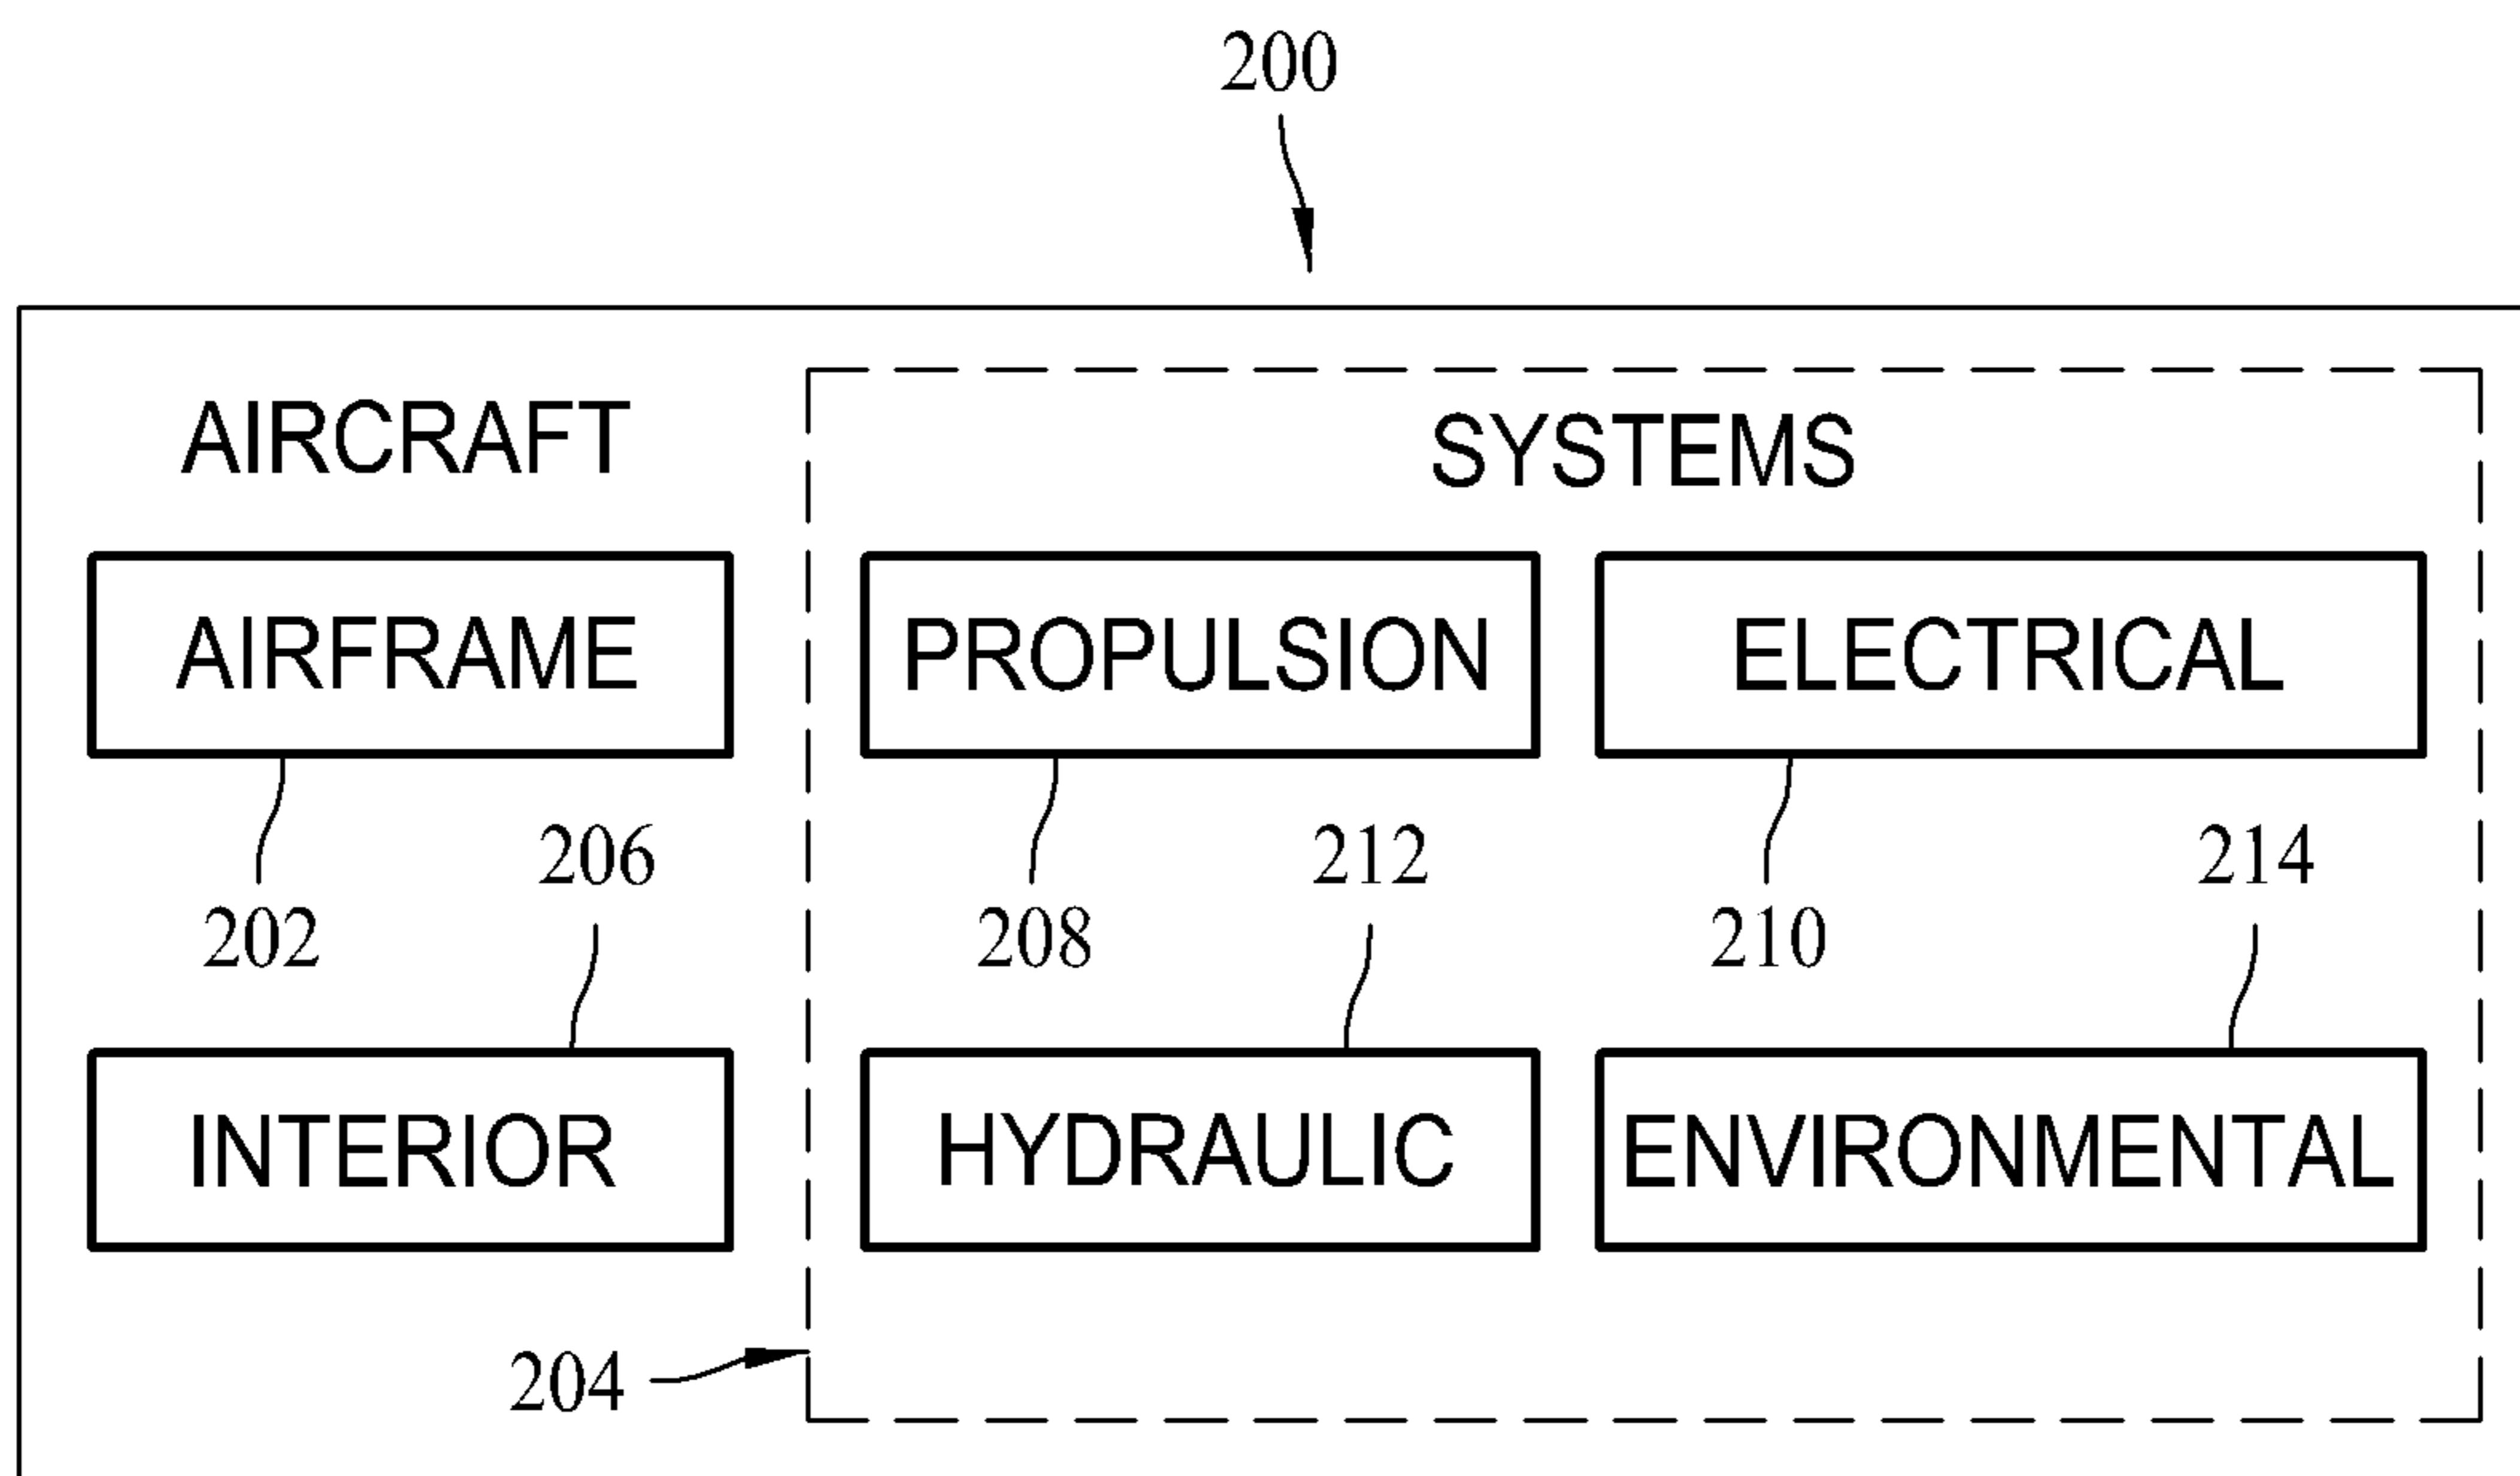 200
AIRCRAFT
SYSTEMS
AIRFRAME
PROPULSION
ELECTRICAL
206
212
214
202
208
210
INTERIOR
HYDRAULIC
ENVIRONMENTAL
204